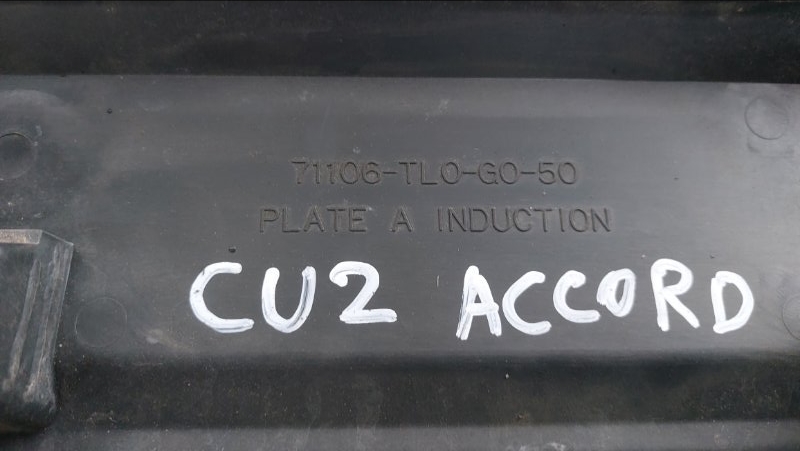 71106-TL0-G0-50
PLATE A INDUCTION
CU2 ACCORD